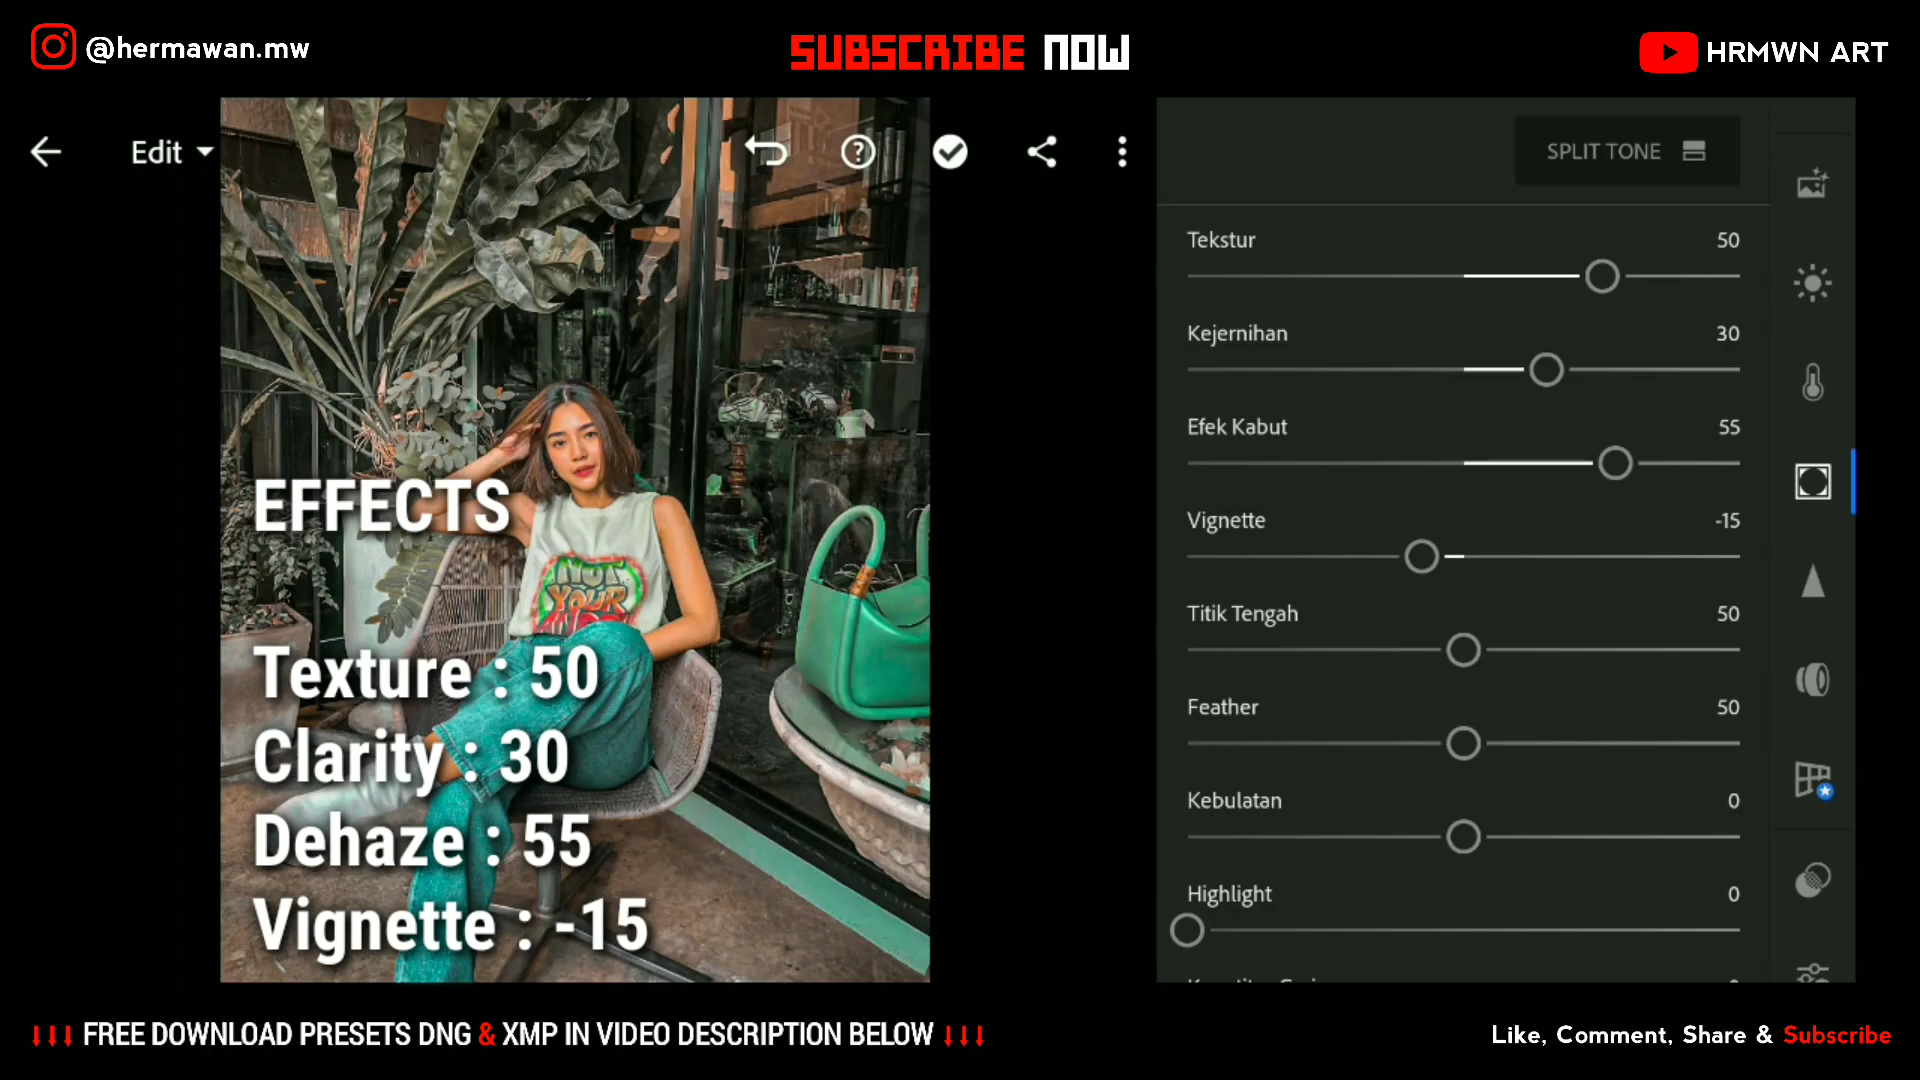 @hermawan.mw
SUBSCRIBE NOW
HRMWN ART
Edit
SPLIT TONE
Tekstur 50
Kejernihan 30
Efek Kabut 55
Vignette -15
Titik Tengah 50
Feather 50
Kebulatan 0
Highlight 0
NOT
YOUR
EFFECTS
Texture : 50
Clarity : 30
Dehaze : 55
Vignette : -15
↓↓↓ FREE DOWNLOAD PRESETS DNG & XMP IN VIDEO DESCRIPTION BELOW ↓↓↓
Like, Comment, Share & Subscribe